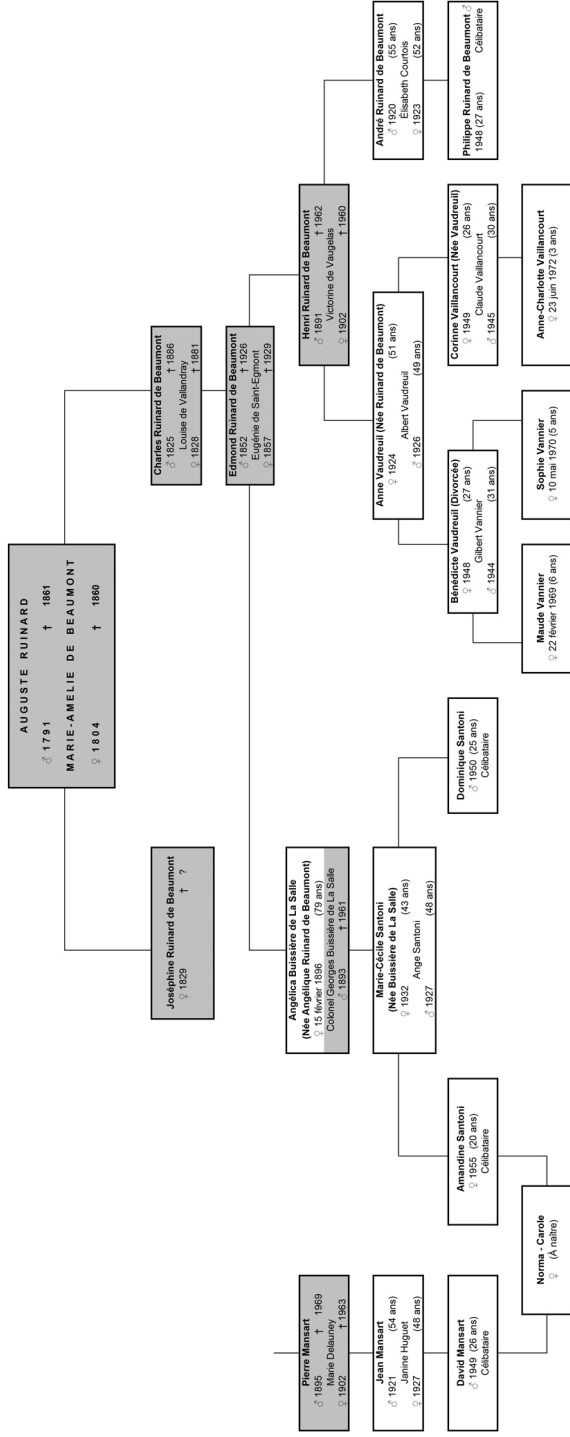 AUGUSTE RUINARD
♂ 1791 † 1861
MARIE-AMELIE DE BEAUMONT
♀ 1804 † 1860
Joséphine Ruinard de Beaumont
♀ 1829 † ?
Charles Ruinard de Beaumont
♂ 1825 † 1886
Louise de Vallandray
♀ 1828 † 1881
Edmond Ruinard de Beaumont
♂ 1852 † 1926
Eugénie de Saint-Egmont
♀ 1857 † 1929
Pierre Mansart
♂ 1895 † 1969
Marie Delauney
♀ 1902 † 1963
Angélica Buissière de La Salle
(Née Angélique Ruinard de Beaumont)
♀ 15 février 1896 (79 ans)
Colonel Georges Buissière de La Salle
♂ 1893 † 1961
Henri Ruinard de Beaumont
♂ 1891 † 1962
Victorine de Vaugelas
♀ 1902 † 1960
Jean Mansart
♂ 1921 (54 ans)
Janine Huguet
♀ 1927 (48 ans)
Marie-Cécile Santoni
(Née Buissière de La Salle)
♀ 1932 (43 ans)
Ange Santoni
♂ 1927 (48 ans)
Anne Vaudreuil (Née Ruinard de Beaumont)
♀ 1924 (51 ans)
Albert Vaudreuil
♂ 1926 (49 ans)
André Ruinard de Beaumont
♂ 1920 (55 ans)
Élisabeth Courtois
♀ 1923 (52 ans)
David Mansart
♂ 1949 (26 ans)
Célibataire
Amandine Santoni
♀ 1955 (20 ans)
Célibataire
Dominique Santoni
♂ 1950 (25 ans)
Célibataire
Bénédicte Vaudreuil (Divorcée)
♀ 1948 (27 ans)
Gilbert Vannier
♂ 1944 (31 ans)
Corinne Vaillancourt (Née Vaudreuil)
♀ 1949 (26 ans)
Claude Vaillancourt
♂ 1945 (30 ans)
Philippe Ruinard de Beaumont ♂
1948 (27 ans) Célibataire
Norma - Carole
♀ (À naître)
Maude Vannier
♀ 22 février 1969 (6 ans)
Sophie Vannier
♀ 10 mai 1970 (5 ans)
Anne-Charlotte Vaillancourt
♀ 23 juin 1972 (3 ans)